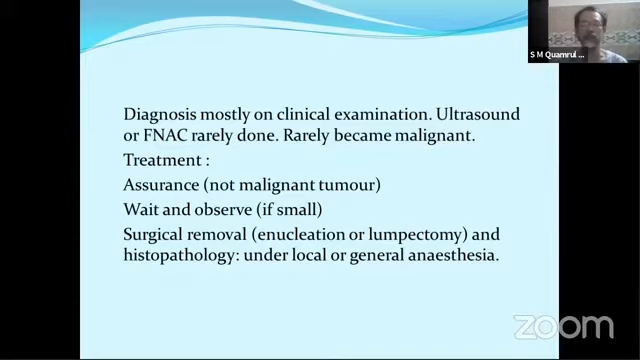 S M Quamrul ...
Diagnosis mostly on clinical examination. Ultrasound
or FNAC rarely done. Rarely became malignant.
Treatment :
Assurance (not malignant tumour)
Wait and observe (if small)
Surgical removal (enucleation or lumpectomy) and
histopathology: under local or general anaesthesia.
zoom